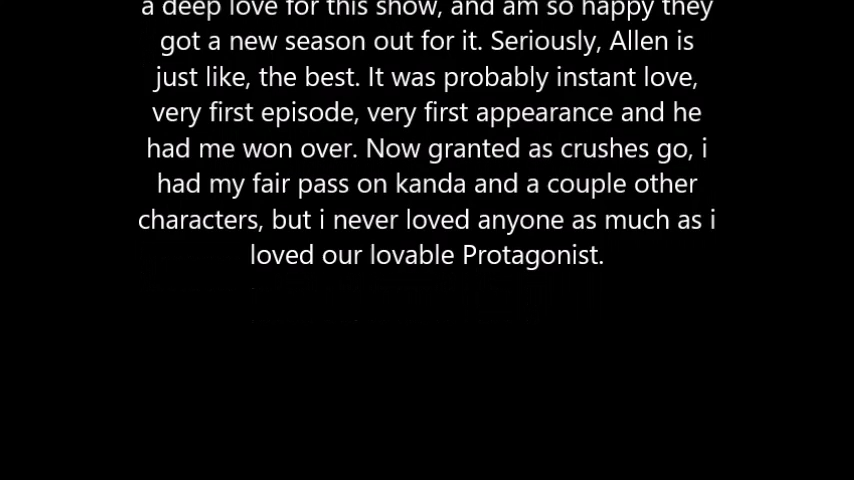 a deep love for this show, and am so happy they
got a new season out for it. Seriously, Allen is
just like, the best. It was probably instant love,
very first episode, very first appearance and he
had me won over. Now granted as crushes go, i
had my fair pass on kanda and a couple other
characters, but i never loved anyone as much as i
loved our lovable Protagonist.